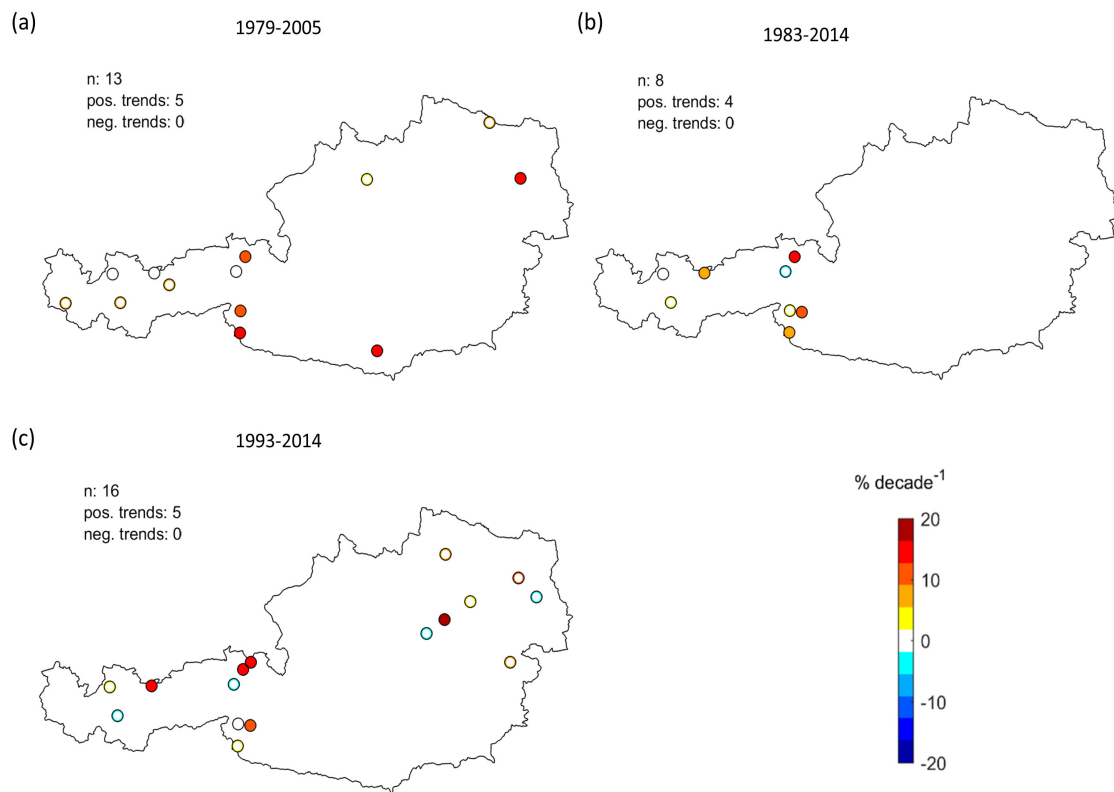 (a)
1979-2005
n: 13
pos. trends: 5
neg. trends: 0
(b)
1983-2014
n: 8
pos. trends: 4
neg. trends: 0
(c)
1993-2014
n: 16
pos. trends: 5
neg. trends: 0
% decade⁻¹
20
10
0
-10
-20